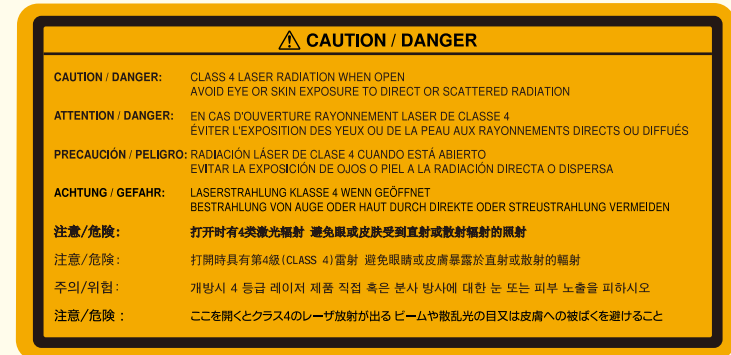 ⚠ CAUTION / DANGER
CAUTION / DANGER: CLASS 4 LASER RADIATION WHEN OPEN
AVOID EYE OR SKIN EXPOSURE TO DIRECT OR SCATTERED RADIATION
ATTENTION / DANGER: EN CAS D'OUVERTURE RAYONNEMENT LASER DE CLASSE 4
ÉVITER L'EXPOSITION DES YEUX OU DE LA PEAU AUX RAYONNEMENTS DIRECTS OU DIFFUÉS
PRECAUCIÓN / PELIGRO: RADIACIÓN LÁSER DE CLASE 4 CUANDO ESTÁ ABIERTO
EVITAR LA EXPOSICIÓN DE OJOS O PIEL A LA RADIACIÓN DIRECTA O DISPERSA
ACHTUNG / GEFAHR: LASERSTRAHLUNG KLASSE 4 WENN GEÖFFNET
BESTRAHLUNG VON AUGE ODER HAUT DURCH DIREKTE ODER STREUSTRAHLUNG VERMEIDEN
注意/危险: 打开时有4类激光辐射 避免眼或皮肤受到直射或散射辐射的照射
注意/危険: 打開時具有第4級(CLASS 4)雷射 避免眼睛或皮膚暴露於直射或散射的輻射
주의/위험: 개방시 4 등급 레이저 제품 직접 혹은 분사 방사에 대한 눈 또는 피부 노출을 피하시오
注意/危険: ここを開くとクラス4のレーザ放射が出る ビームや散乱光の目又は皮膚への被ばくを避けること